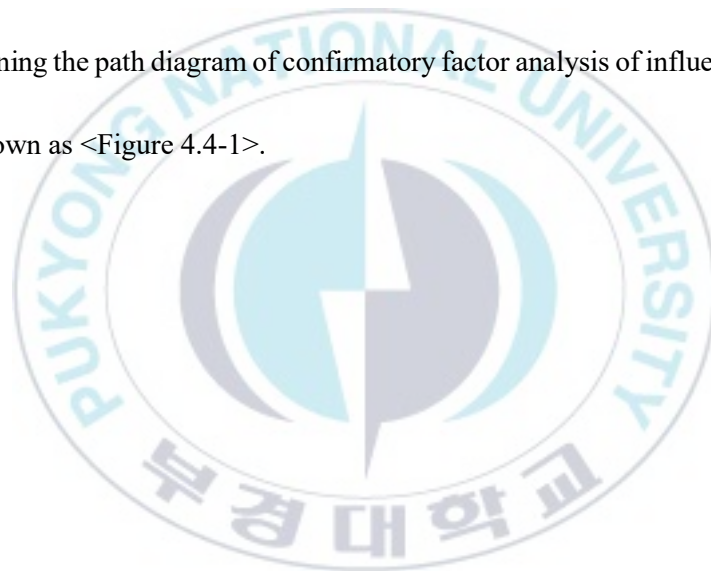 ning the path diagram of confirmatory factor analysis of influe
own as <Figure 4.4-1>.
PUKYONG NATIONAL UNIVERSITY
부경대학교